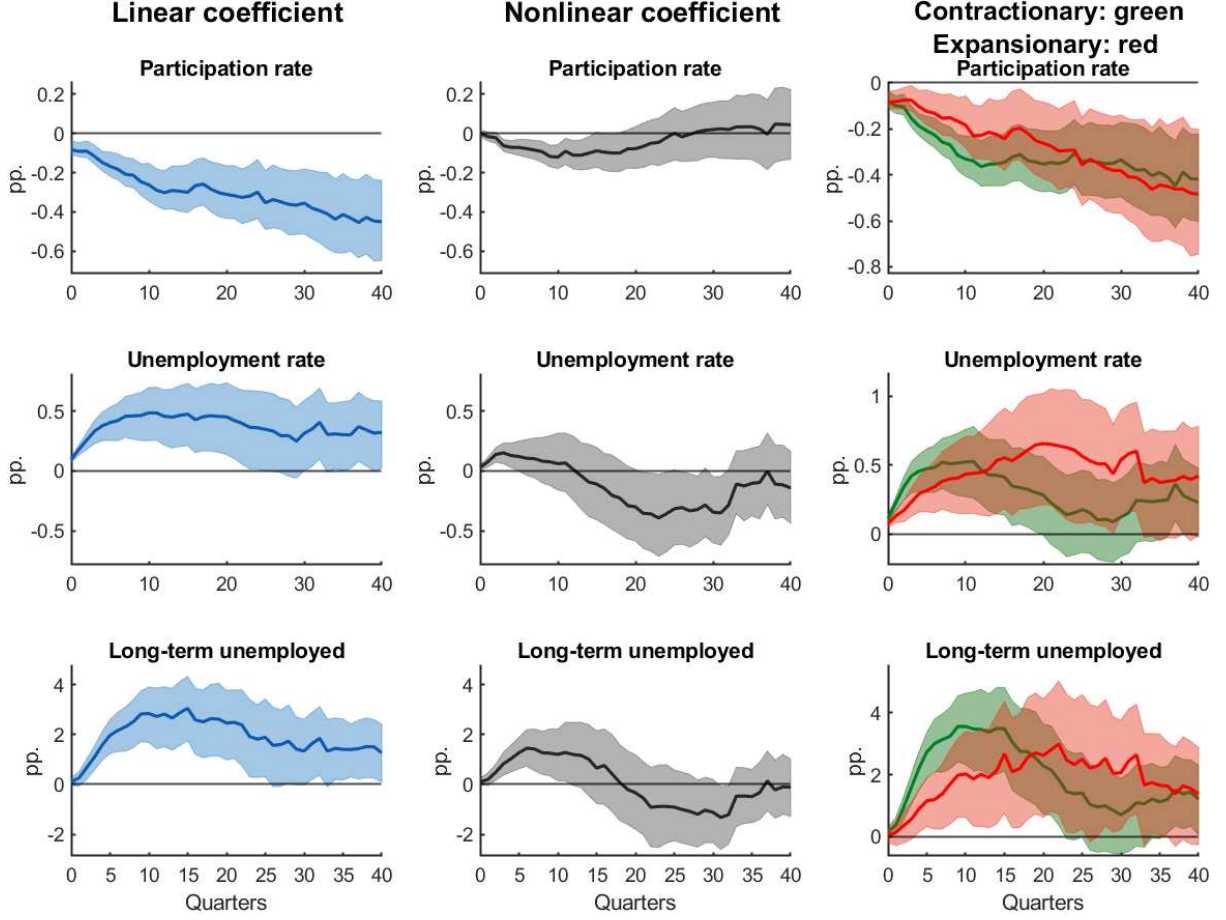 Linear coefficient
Nonlinear coefficient
Contractionary: green
Expansionary: red
Participation rate
Participation rate
Participation rate
pp.
0.2
0
-0.2
-0.4
-0.6
0 10 20 30 40
pp.
0.2
0
-0.2
-0.4
-0.6
0 10 20 30 40
pp.
0
-0.2
-0.4
-0.6
-0.8
0 10 20 30 40
Unemployment rate
Unemployment rate
Unemployment rate
pp.
0.5
0
-0.5
0 10 20 30 40
pp.
0.5
0
-0.5
0 10 20 30 40
pp.
1
0.5
0
0 10 20 30 40
Long-term unemployed
Long-term unemployed
Long-term unemployed
pp.
4
2
0
-2
0 5 10 15 20 25 30 35 40
Quarters
pp.
4
2
0
-2
0 5 10 15 20 25 30 35 40
Quarters
pp.
4
2
0
0 5 10 15 20 25 30 35 40
Quarters